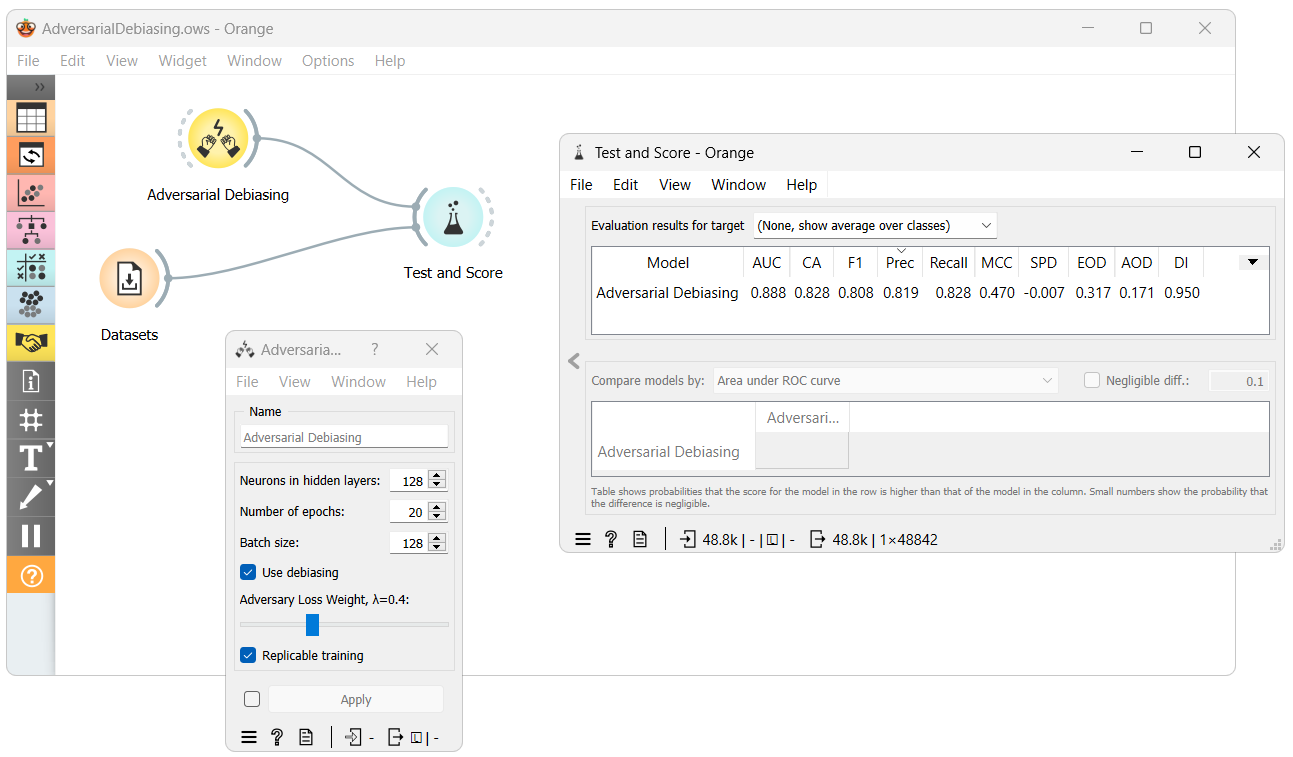 AdversarialDebiasing.ows - Orange
File Edit View Widget Window Options Help
Adversarial Debiasing
Datasets
Test and Score
Test and Score - Orange
File Edit View Window Help
Evaluation results for target (None, show average over classes)
Model AUC CA F1 Prec Recall MCC SPD EOD AOD DI
Adversarial Debiasing 0.888 0.828 0.808 0.819 0.828 0.470 -0.007 0.317 0.171 0.950
Compare models by: Area under ROC curve Negligible diff.: 0.1
Adversari...
Adversarial Debiasing
Table shows probabilities that the score for the model in the row is higher than that of the model in the column. Small numbers show the probability that
the difference is negligible.
48.8k | - | - 48.8k | 1×48842
Adversaria... ?
File View Window Help
Name
Adversarial Debiasing
Neurons in hidden layers: 128
Number of epochs: 20
Batch size: 128
Use debiasing
Adversary Loss Weight, λ=0.4:
Replicable training
Apply
- | -